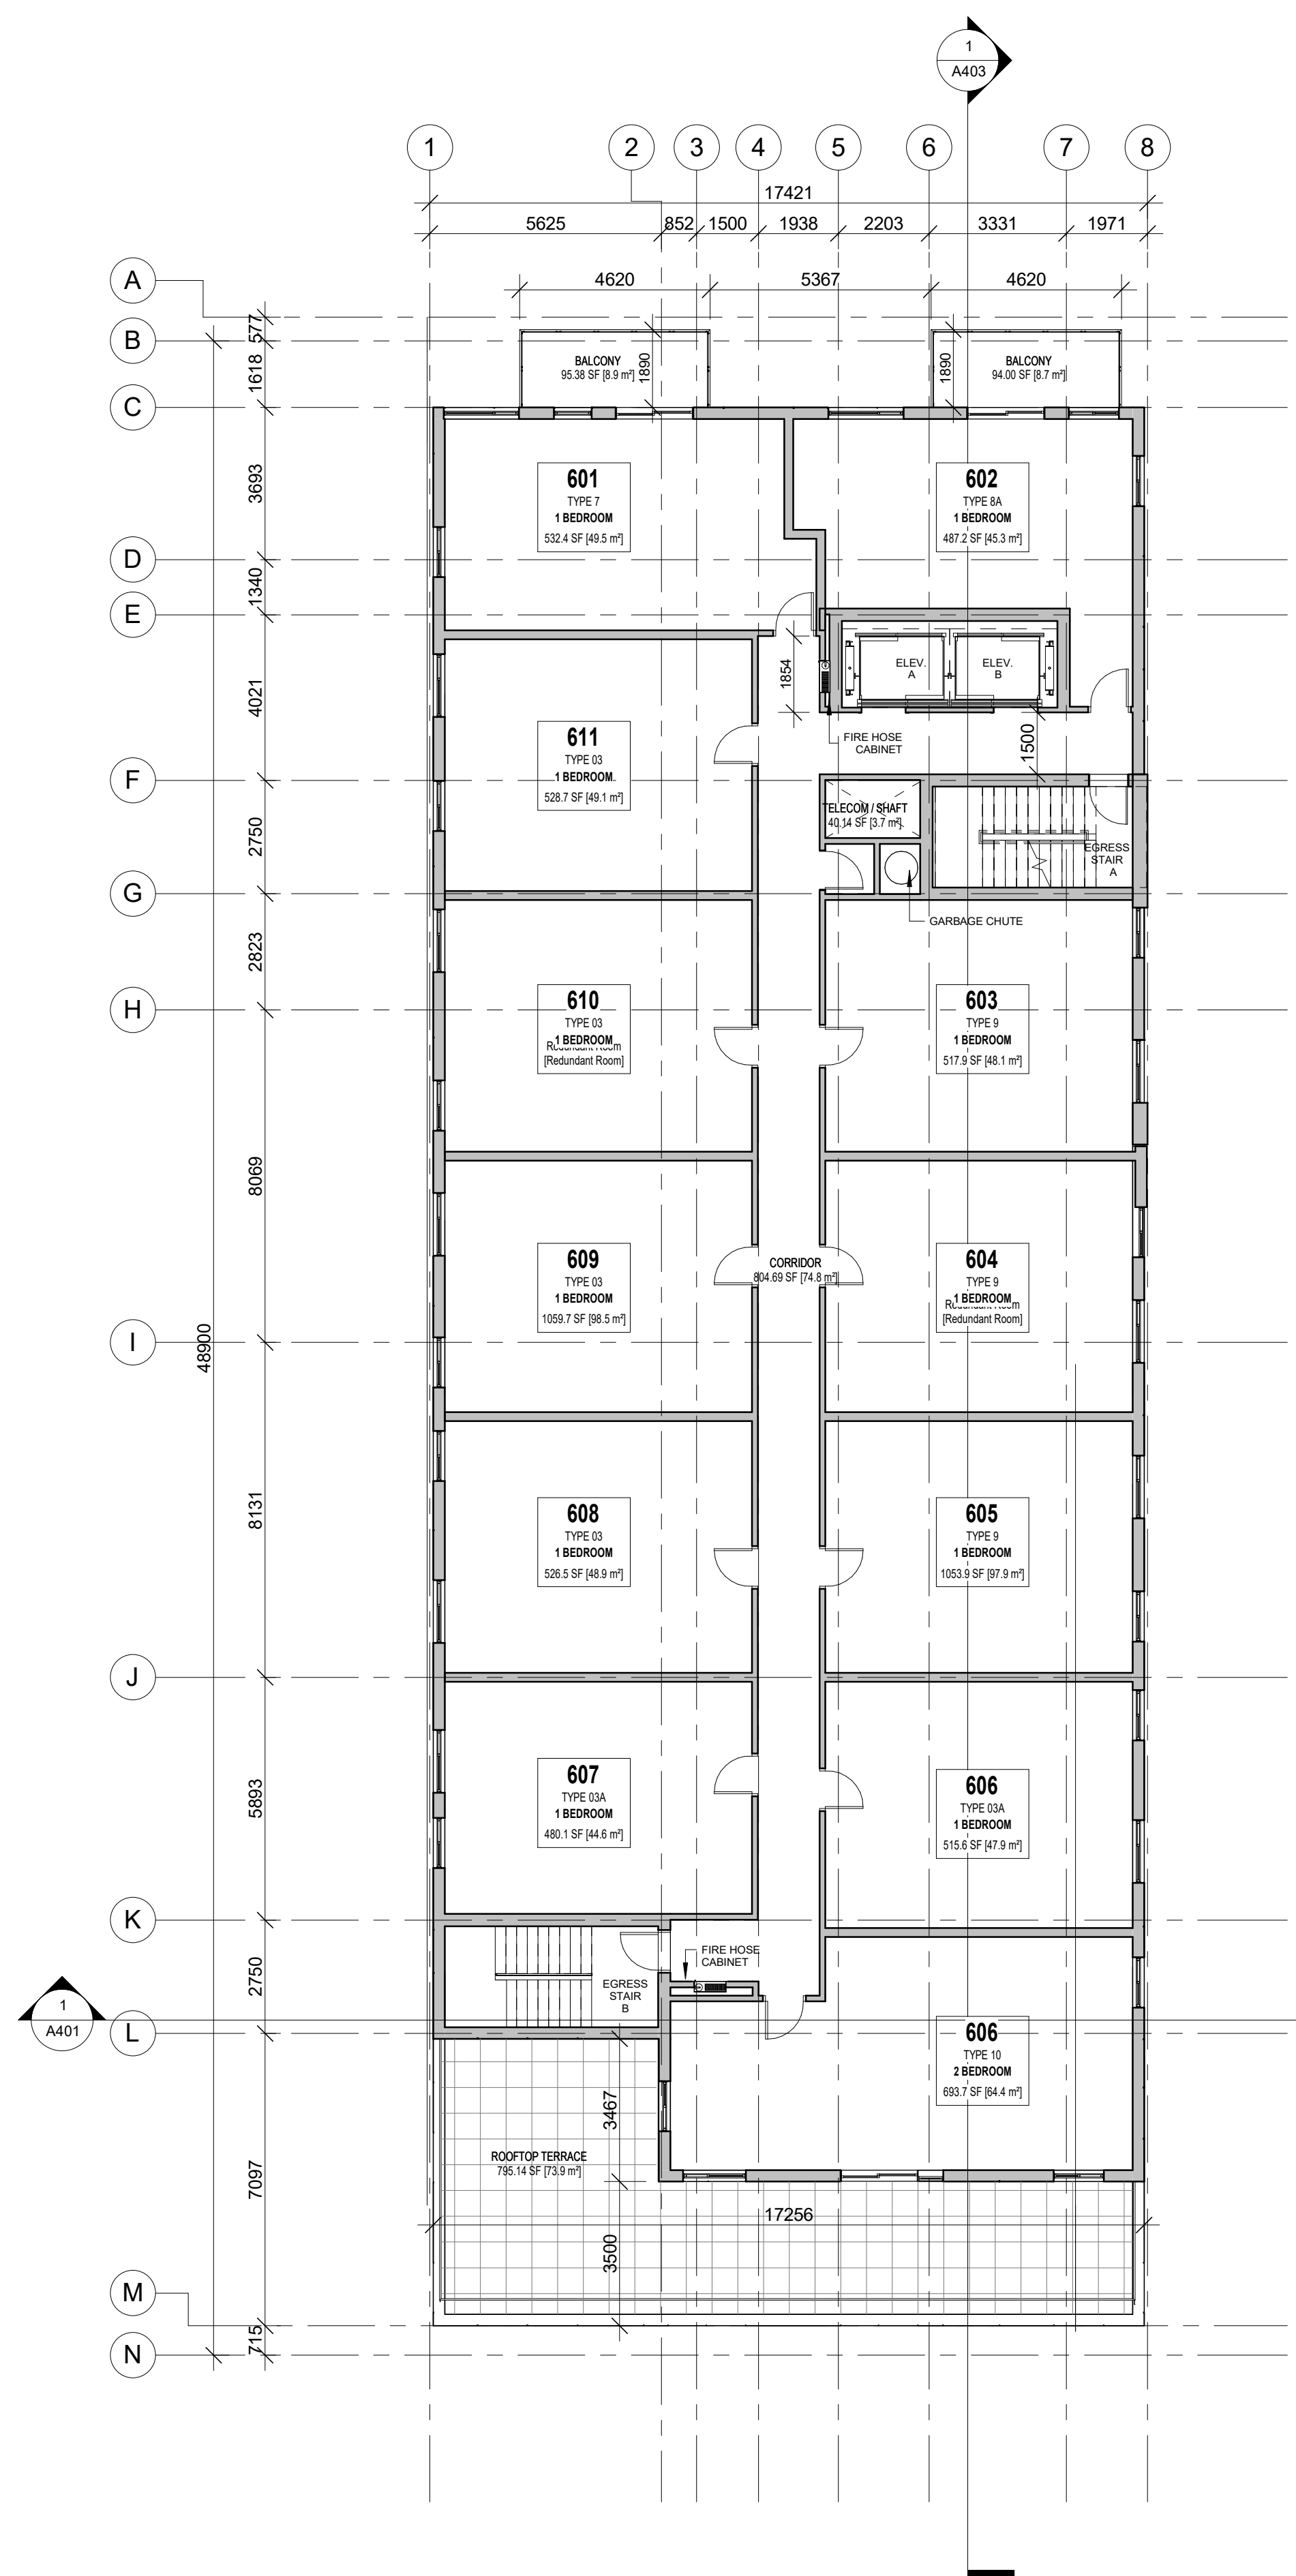 1
A403
1
2
3
4
5
6
7
8
17421
5625
852
1500
1938
2203
3331
1971
A
4620
5367
4620
577
B
1618
BALCONY
95.38 SF [8.9 m²]
1890
1890
BALCONY
94.00 SF [8.7 m²]
C
3693
601
TYPE 7
1 BEDROOM
532.4 SF [49.5 m²]
602
TYPE 8A
1 BEDROOM
487.2 SF [45.3 m²]
D
1340
E
4021
1854
ELEV.
A
ELEV.
B
611
TYPE 03
1 BEDROOM
528.7 SF [49.1 m²]
FIRE HOSE
CABINET
1500
F
2750
TELECOM / SHAFT
40.14 SF [3.7 m²]
EGRESS
STAIR
A
G
GARBAGE CHUTE
2823
H
610
TYPE 03
1 BEDROOM
[Redundant Room]
603
TYPE 9
1 BEDROOM
517.9 SF [48.1 m²]
8069
609
TYPE 03
1 BEDROOM
1059.7 SF [98.5 m²]
CORRIDOR
804.69 SF [74.8 m²]
604
TYPE 9
1 BEDROOM
[Redundant Room]
I
48900
8131
608
TYPE 03
1 BEDROOM
526.5 SF [48.9 m²]
605
TYPE 9
1 BEDROOM
1053.9 SF [97.9 m²]
J
5893
607
TYPE 03A
1 BEDROOM
480.1 SF [44.6 m²]
606
TYPE 03A
1 BEDROOM
515.6 SF [47.9 m²]
K
2750
FIRE HOSE
CABINET
EGRESS
STAIR
B
1
A401
L
606
TYPE 10
2 BEDROOM
693.7 SF [64.4 m²]
3467
7097
ROOFTOP TERRACE
795.14 SF [73.9 m²]
17256
3500
M
715
N